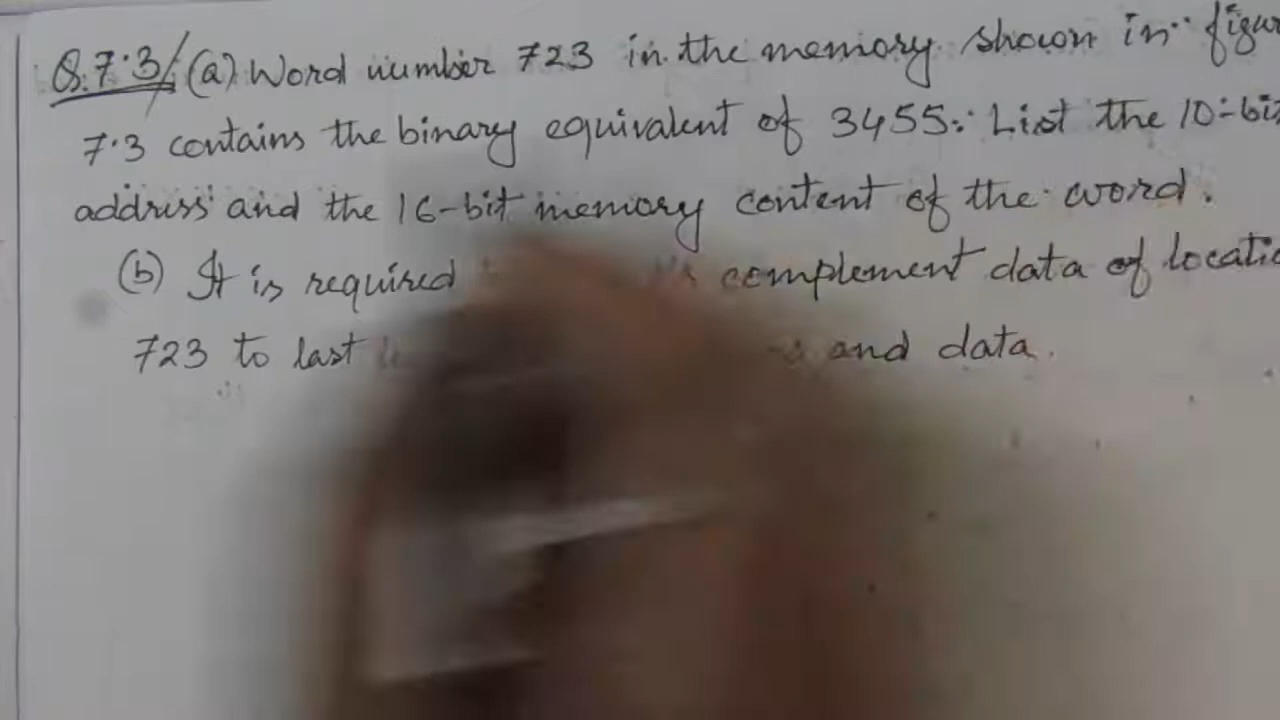 Q.7.3/ (a) Word number 723 in the memory shown in figu
7.3 contains the binary equivalent of 3455. List the 10-bi
address and the 16-bit memory content of the word.
(b) It is required complement data of locatio
723 to last and data.